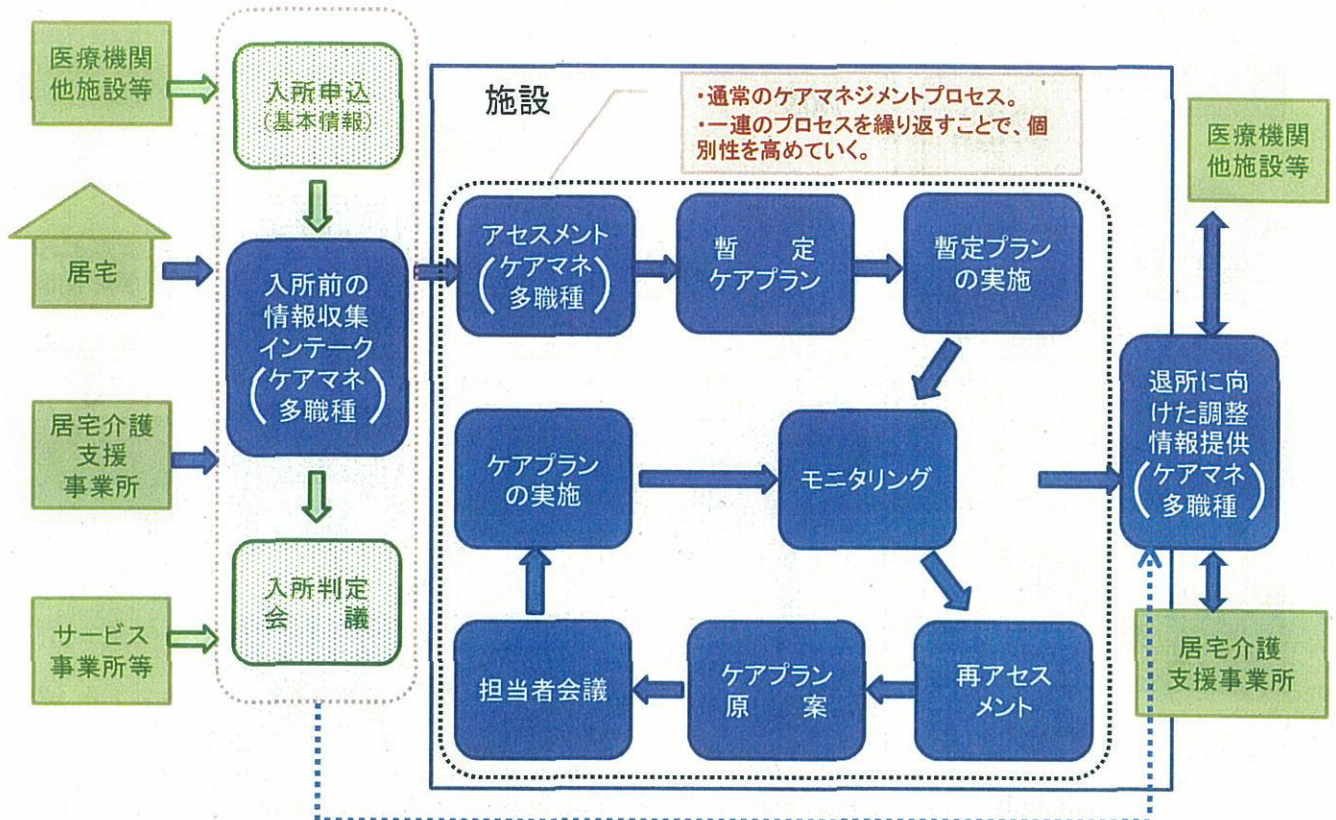 医療機関
他施設等
居宅
居宅介護
支援
事業所
サービス
事業所等
入所申込
(基本情報)
入所前の
情報収集
インテーク
(ケアマネ
多職種)
入所判定
会　議
施設
・通常のケアマネジメントプロセス。
・一連のプロセスを繰り返すことで、個
別性を高めていく。
アセスメント
(ケアマネ
多職種)
暫　定
ケアプラン
暫定プラン
の実施
ケアプラン
の実施
モニタリング
担当者会議
ケアプラン
原　案
再アセス
メント
医療機関
他施設等
退所に向
けた調整
情報提供
(ケアマネ
多職種)
居宅介護
支援事業所